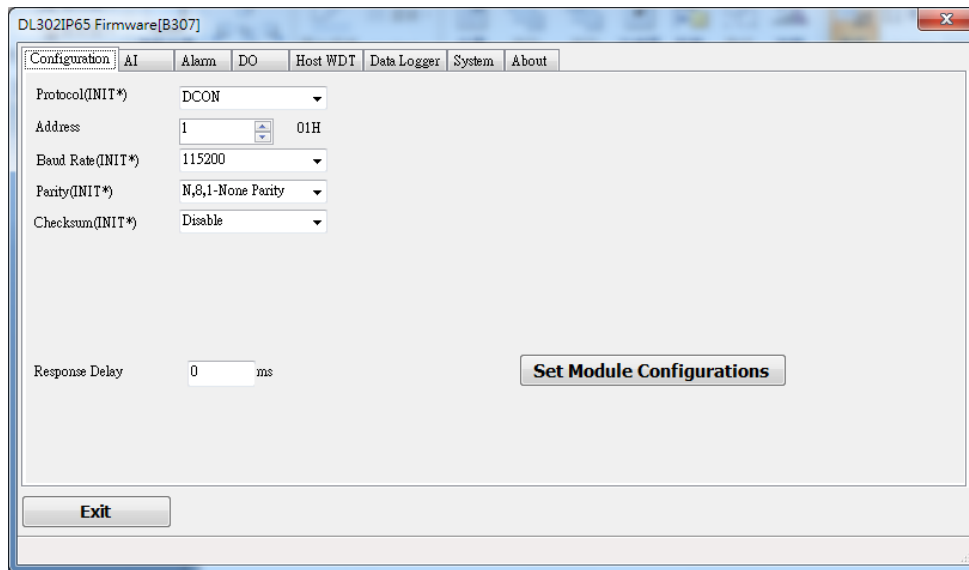 DL302IP65 Firmware[B307]
Configuration AI Alarm DO Host WDT Data Logger System About
Protocol(INIT*) DCON
Address 1 01H
Baud Rate(INIT*) 115200
Parity(INIT*) N,8,1-None Parity
Checksum(INIT*) Disable
Response Delay 0 ms Set Module Configurations
Exit